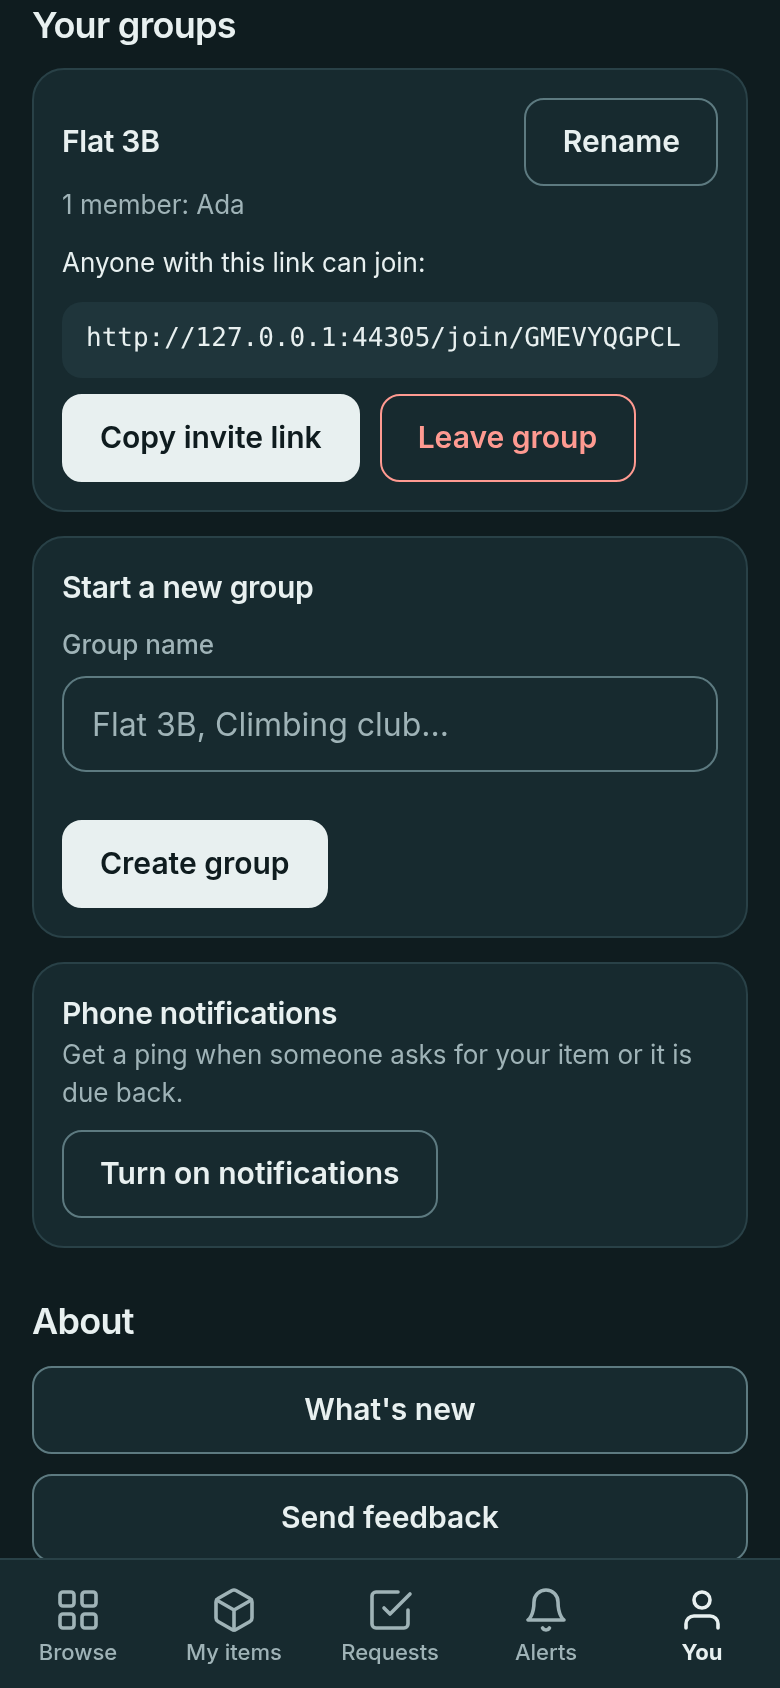 Your groups
Flat 3B
Rename
1 member: Ada
Anyone with this link can join:
http://127.0.0.1:44305/join/GMEVYQGPCL
Copy invite link
Leave group
Start a new group
Group name
Flat 3B, Climbing club...
Create group
Phone notifications
Get a ping when someone asks for your item or it is
due back.
Turn on notifications
About
What's new
Send feedback
Browse
My items
Requests
Alerts
You